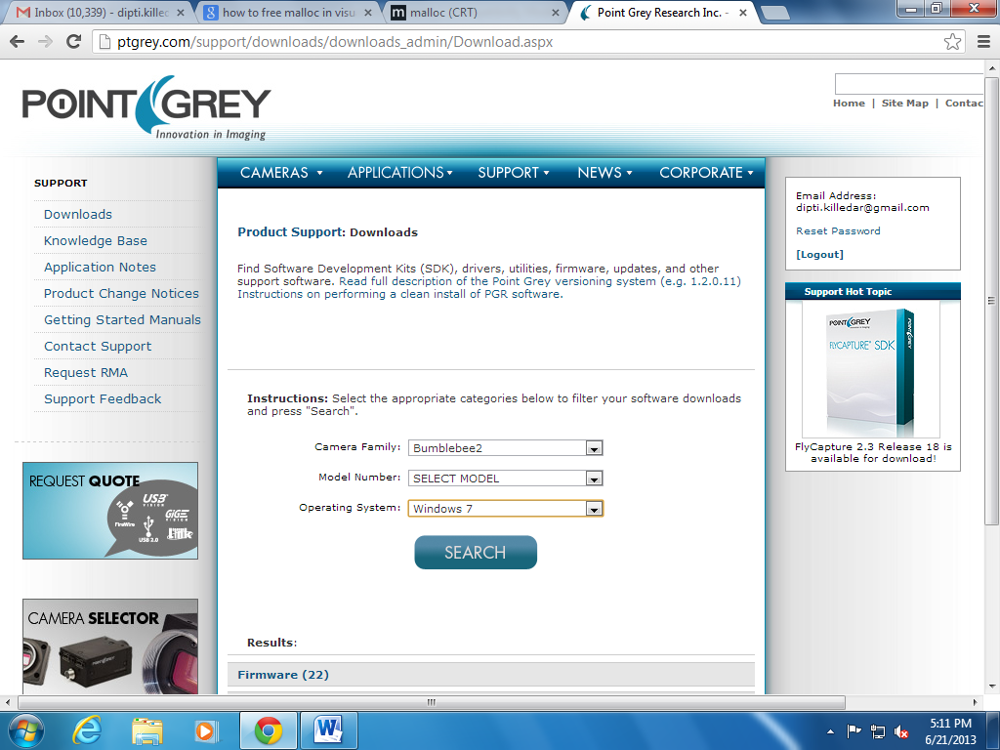 Inbox (10,339) - dipti.killed
how to free malloc in visu
malloc (CRT)
Point Grey Research Inc. -
ptgrey.com/support/downloads/downloads_admin/Download.aspx
POINT GREY
Innovation in Imaging
Home | Site Map | Contac
SUPPORT
Downloads
Knowledge Base
Application Notes
Product Change Notices
Getting Started Manuals
Contact Support
Request RMA
Support Feedback
REQUEST QUOTE
FireWire
USB VISION
USB 2.0
GIGE VISION
Link
CAMERA SELECTOR
POINT GREY
CAMERAS
APPLICATIONS
SUPPORT
NEWS
CORPORATE
Product Support: Downloads
Find Software Development Kits (SDK), drivers, utilities, firmware, updates, and other
support software. Read full description of the Point Grey versioning system (e.g. 1.2.0.11)
Instructions on performing a clean install of PGR software.
Instructions: Select the appropriate categories below to filter your software downloads
and press "Search".
Camera Family: Bumblebee2
Model Number: SELECT MODEL
Operating System: Windows 7
SEARCH
Results:
Firmware (22)
Email Address:
dipti.killedar@gmail.com
Reset Password
[Logout]
Support Hot Topic
POINT GREY
FLYCAPTURE SDK
FlyCapture 2.3 Release 18 is
available for download!
5:11 PM
6/21/2013